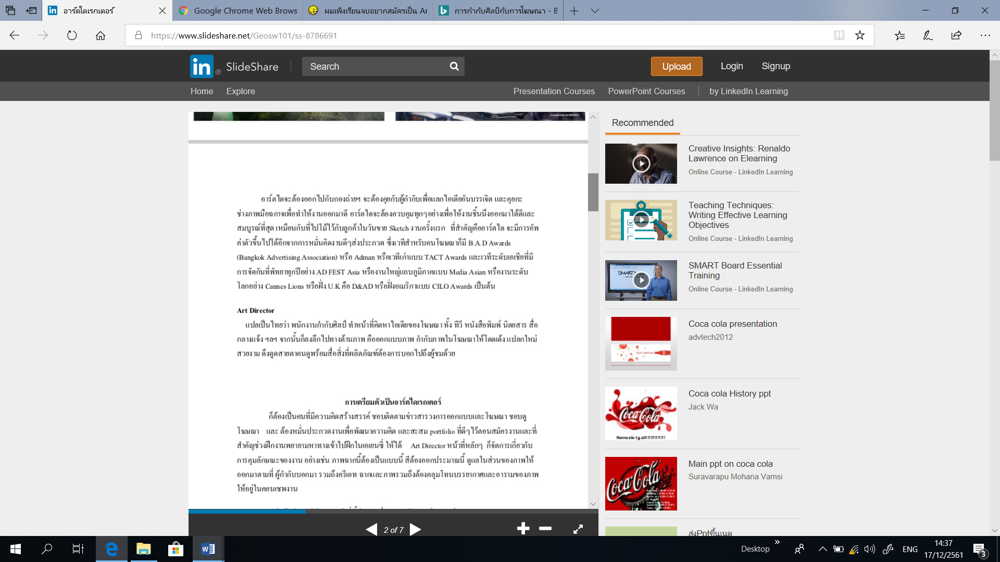 อาร์ตไดเรกเตอร์
Google Chrome Web Brows
ผมเพิ่งเรียนจบอยากสมัครเป็น Ar
การกำกับศิลป์กับการโฆษณา - B
https://www.slideshare.net/Geosw101/ss-8786691
in ® SlideShare
Search
Upload
Login
Signup
Home
Explore
Presentation Courses
PowerPoint Courses
by LinkedIn Learning
อาร์ตไดจะต้องออกไปกับกองถ่ายฯ จะต้องคุยกับผู้กำกับเพื่อแลกไอเดียอันบรรเจิด และคุยกะ
ช่างภาพมือฉกาจเพื่อทำให้งานออกมาดี อาร์ตไดจะต้องควบคุมทุกๆอย่างเพื่อให้งานชิ้นนึงออกมาได้ดีและ
สมบูรณ์ที่สุด เหมือนกับที่ไปโม้ไว้กับลูกค้าในวันขาย Sketch งานครั้งแรก ที่สำคัญคืออาร์ตได จะมีการอัพ
ค่าตัวขึ้นไปได้อีกจากการหมั่นคิดงานดีๆส่งประกวด ซึ่งเวทีสำหรับคนโฆษณาก็มี B.A.D Awards
(Bangkok Advertising Association) หรือ Adman หรือเวทีเก่าแบบ TACT Awards และเวทีระดับเอเชียที่มี
การจัดกันที่พัทยาทุกปีอย่าง AD FEST Asia หรืองานใหญ่แถบภูมิภาคแบบ Media Asian หรืองานระดับ
โลกอย่าง Cannes Lions หรือฝั่ง U.K คือ D&AD หรือฝั่งอเมริกาแบบ CILO Awards เป็นต้น
Art Director
แปลเป็นไทยว่า พนักงานกำกับศิลป์ ทำหน้าที่คิดหาไอเดียของโฆษณา ทั้ง ทีวี หนังสือพิมพ์ นิตยสาร สื่อ
กลางแจ้ง ฯลฯ จากนั้นก็ลงลึกไปทางด้านภาพ คือออกแบบภาพ กำกับภาพในโฆษณาให้โดดเด้ง แปลกใหม่
สวยงาม ดึงดูดสายตาคนดูพร้อมสื่อสิ่งที่ผลิตภัณฑ์ต้องการบอกไปถึงผู้ชมด้วย
การเตรียมตัวเป็นอาร์ตไดเรกเตอร์
ก็ต้องเป็นคนที่มีความคิดสร้างสรรค์ ชอบติดตามข่าวสารวงการออกแบบและโฆษณา ชอบดู
โฆษณา และ ต้องหมั่นประกวดงานเพื่อพัฒนาความคิด และสะสม portfolio ที่ดีๆ ไว้ตอนสมัครงานและที่
สำคัญช่วงฝึกงานพยายามหาทางเข้าไปฝึกในเอเยนซี่ ให้ได้ Art Director หน้าที่หลักๆ ก็จัดการเกี่ยวกับ
การคุมลักษณะของงาน อย่างเช่น ภาพฉากนี้ต้องเป็นแบบนี้ สีต้องออกประมาณนี้ ดูแลในส่วนของภาพให้
ออกมาตามที่ ผู้กำกับบอกมา รวมถึงครีเอท ฉากและภาพรวมถึงต้องคลุมโทนบรรยากาศและอารามของภาพ
ให้อยู่ในคอนเซพงาน
2 of 7
Recommended
Creative Insights: Renaldo
Lawrence on Elearning
Online Course - LinkedIn Learning
Teaching Techniques:
Writing Effective Learning
Objectives
Online Course - LinkedIn Learning
SMART Board Essential
Training
Online Course - LinkedIn Learning
Coca cola presentation
advtech2012
Coca-Cola
Coca cola History ppt
Jack Wa
Coca-Cola
Main ppt on coca cola
Suravarapu Mohana Vamsi
ส่งPptขึ้นเนต
Desktop
ENG
14:37
17/12/2561
3